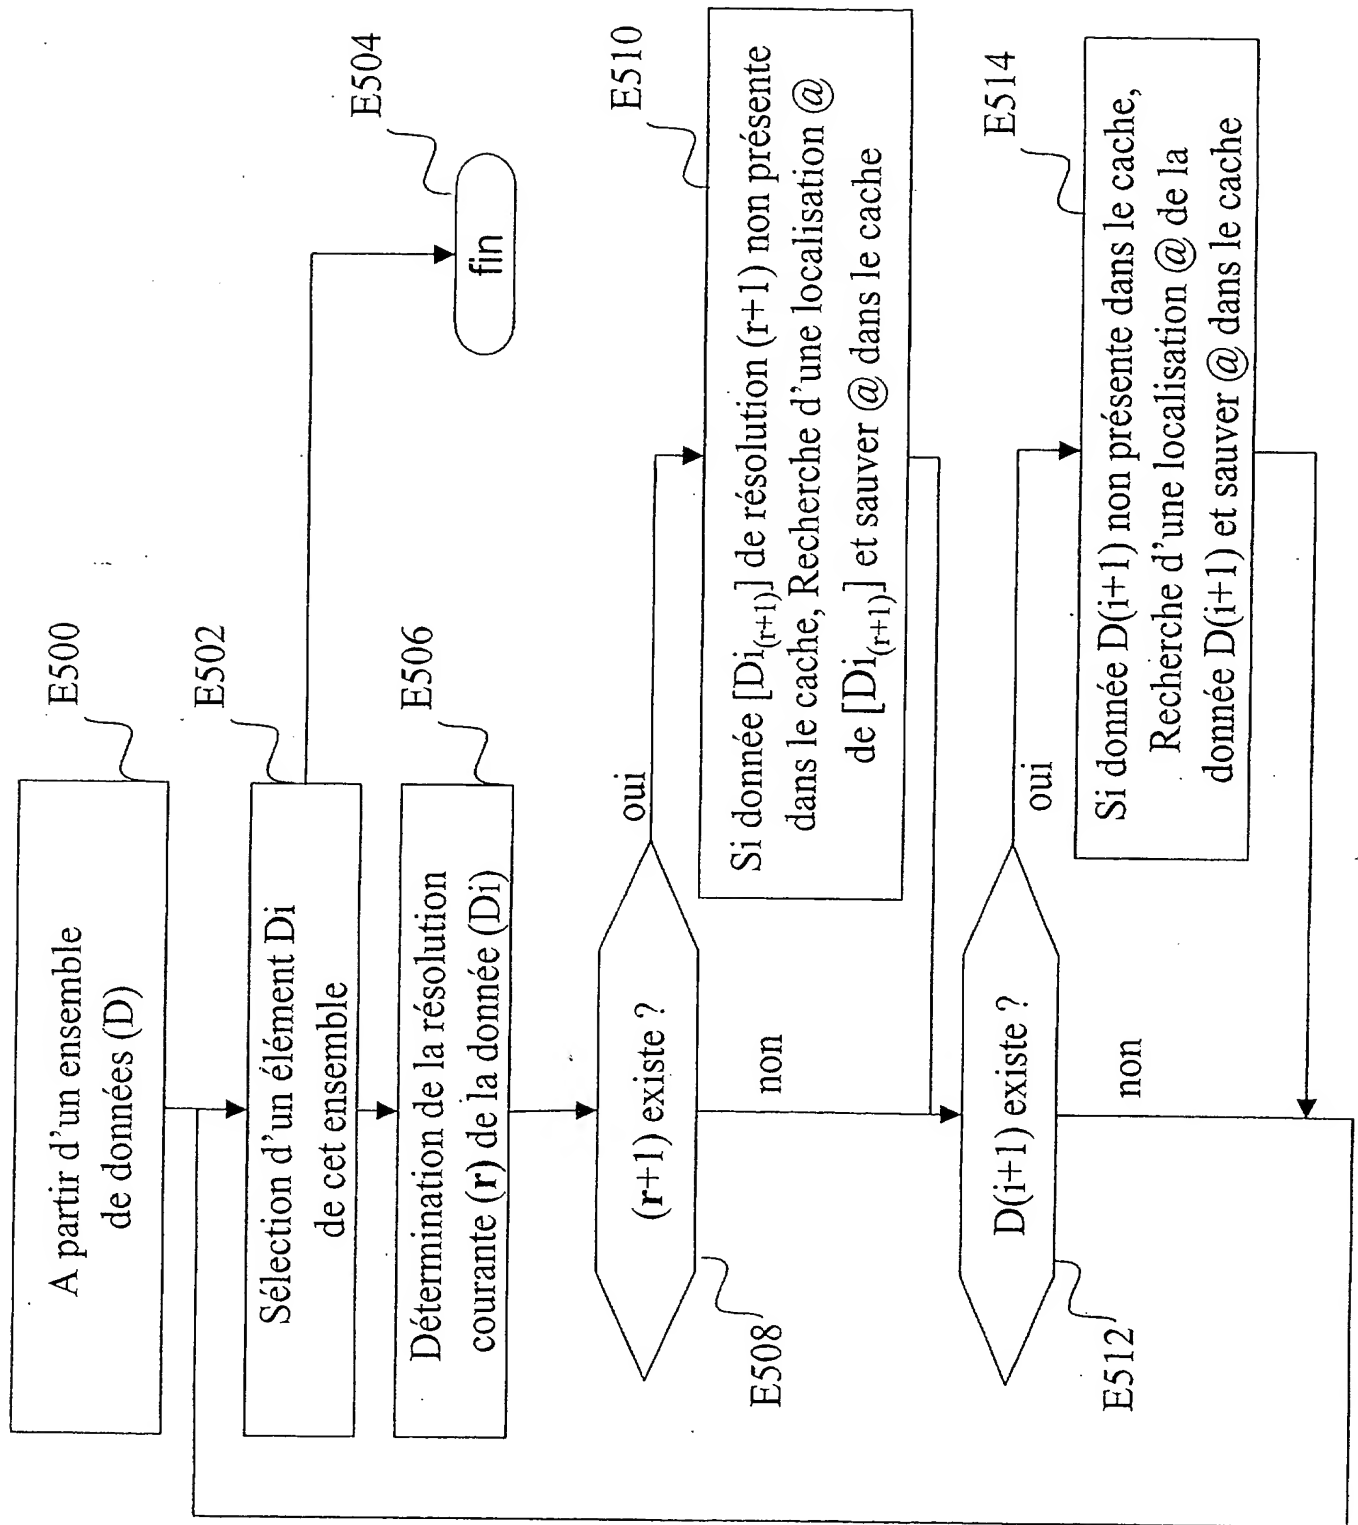 E500
A partir d'un ensemble
de données (D)
E502
Sélection d'un élément Di
de cet ensemble
E504
fin
E506
Détermination de la résolution
courante (r) de la donnée (Di)
(r+1) existe ?
E508
oui
non
E510
Si donnée [Di(r+1)] de résolution (r+1) non présente
dans le cache, Recherche d'une localisation @
de [Di(r+1)] et sauver @ dans le cache
D(i+1) existe ?
E512
oui
non
E514
Si donnée D(i+1) non présente dans le cache,
Recherche d'une localisation @ de la
donnée D(i+1) et sauver @ dans le cache